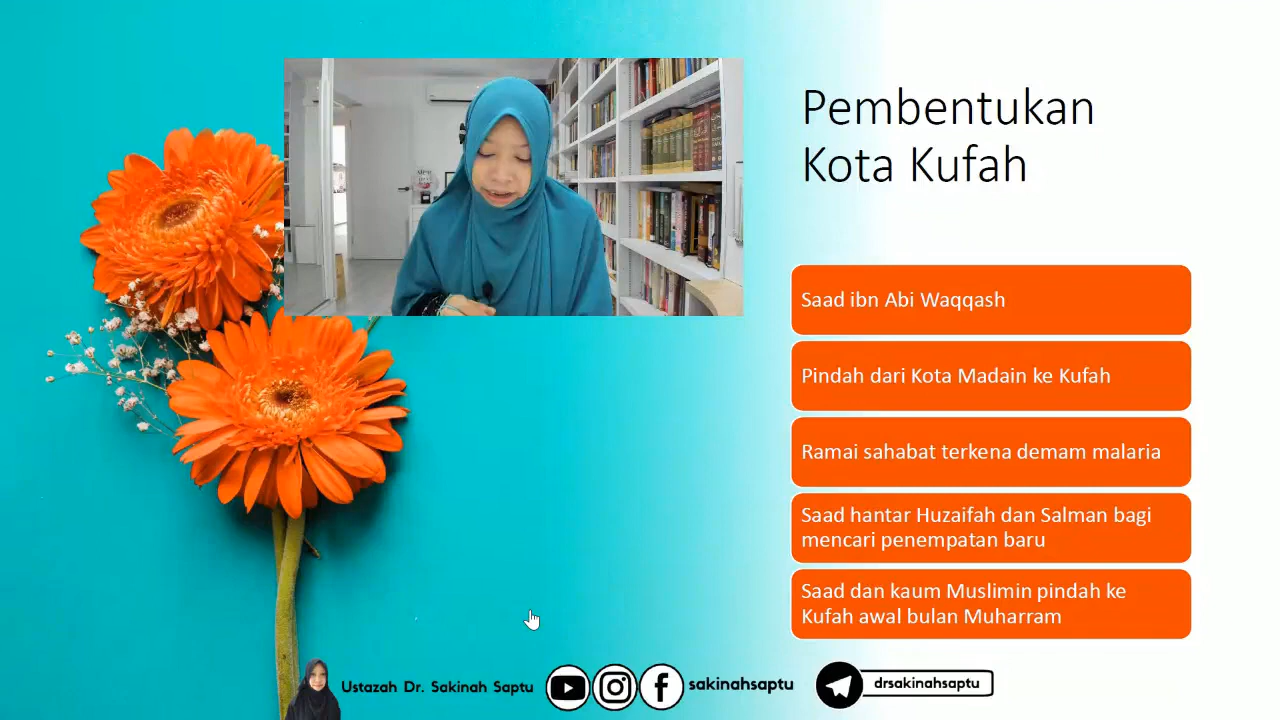 Pembentukan
Kota Kufah
Saad ibn Abi Waqqash
Pindah dari Kota Madain ke Kufah
Ramai sahabat terkena demam malaria
Saad hantar Huzaifah dan Salman bagi
mencari penempatan baru
Saad dan kaum Muslimin pindah ke
Kufah awal bulan Muharram
Ustazah Dr. Sakinah Saptu
sakinahsaptu
drsakinahsaptu